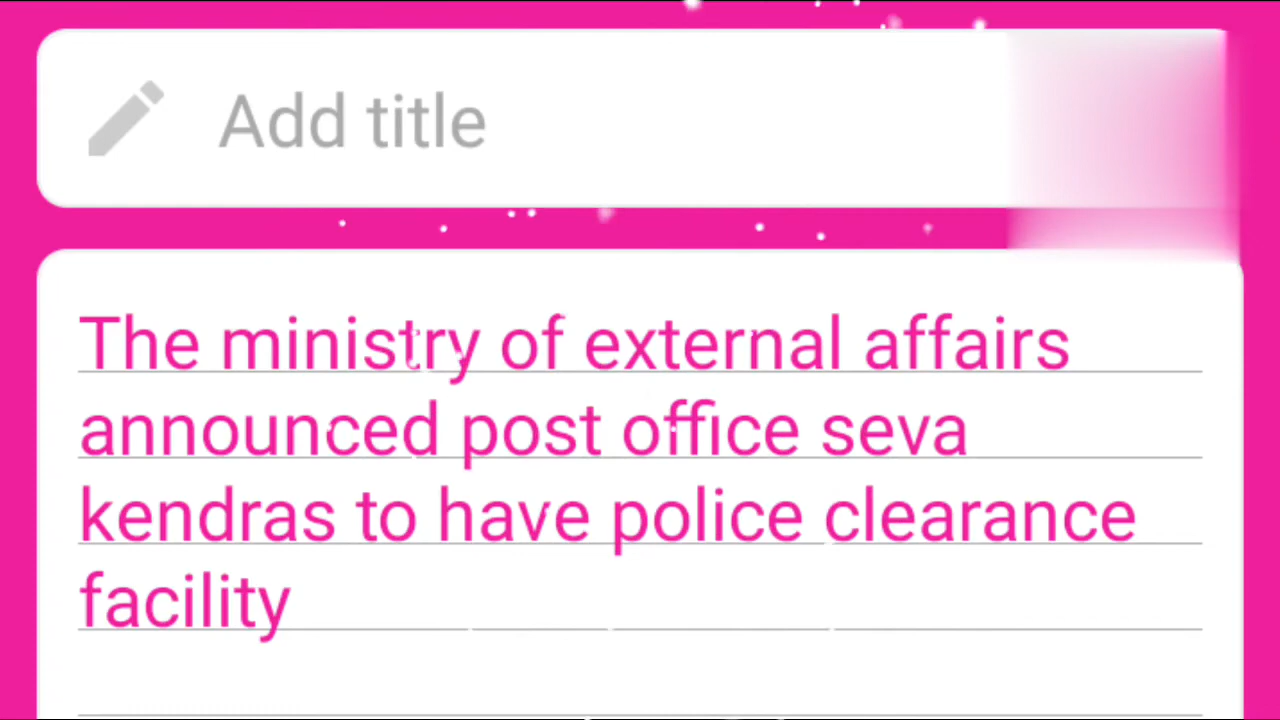 Add title
The ministry of external affairs
announced post office seva
kendras to have police clearance
facility